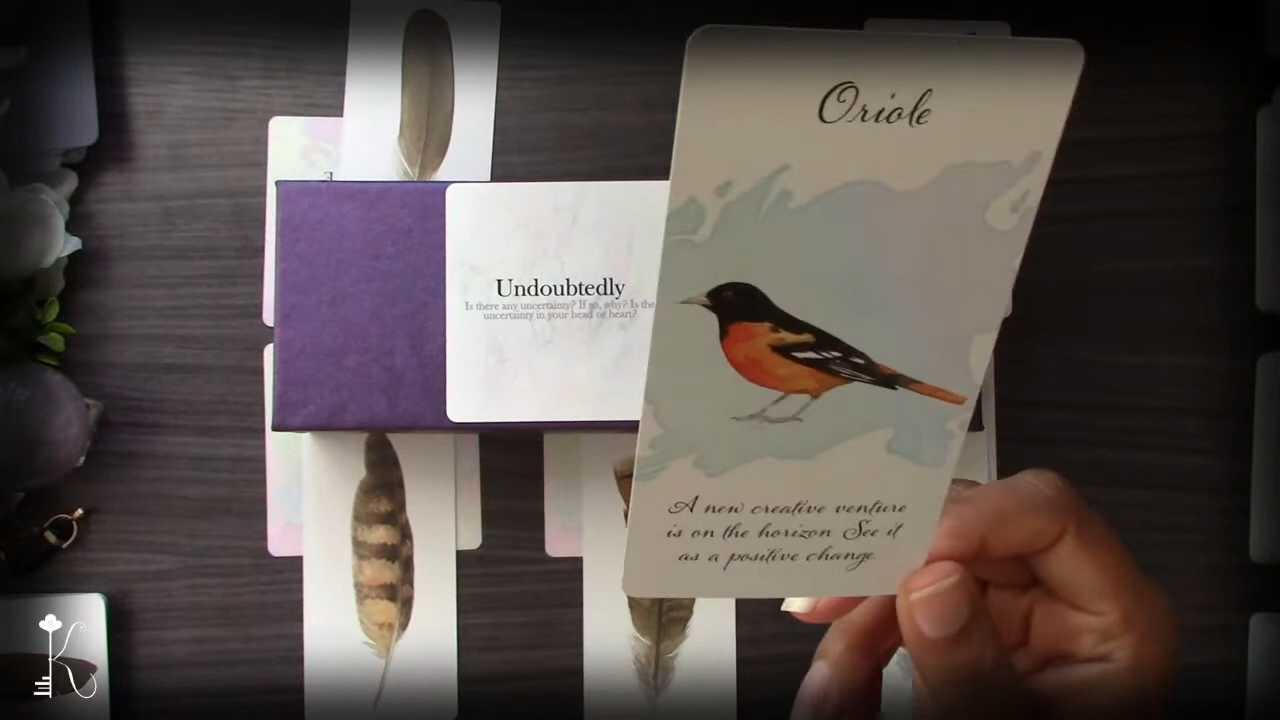 Oriole
Undoubtedly
Is there any uncertainty? If so, why? Is the
uncertainty in your head or heart?
A new creative venture
is on the horizon. See it
as a positive change.
K